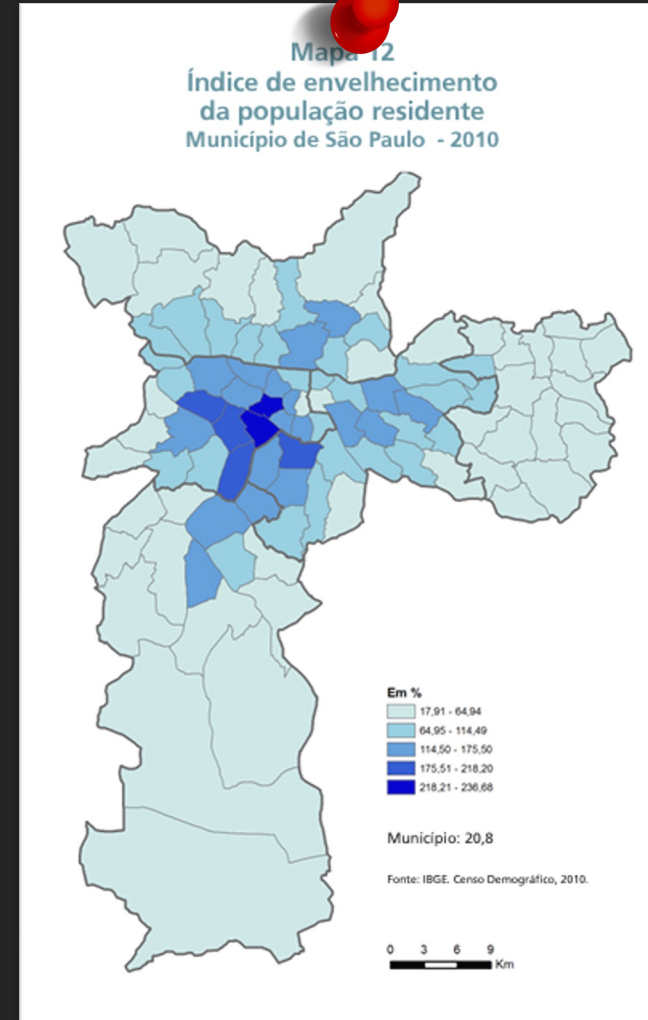 Mapa 12
Índice de envelhecimento
da população residente
Município de São Paulo - 2010
Em %
17,91 - 64,94
64,95 - 114,49
114,50 - 175,50
175,51 - 218,20
218,21 - 236,68
Município: 20,8
Fonte: IBGE. Censo Demográfico, 2010.
0 3 6 9
Km